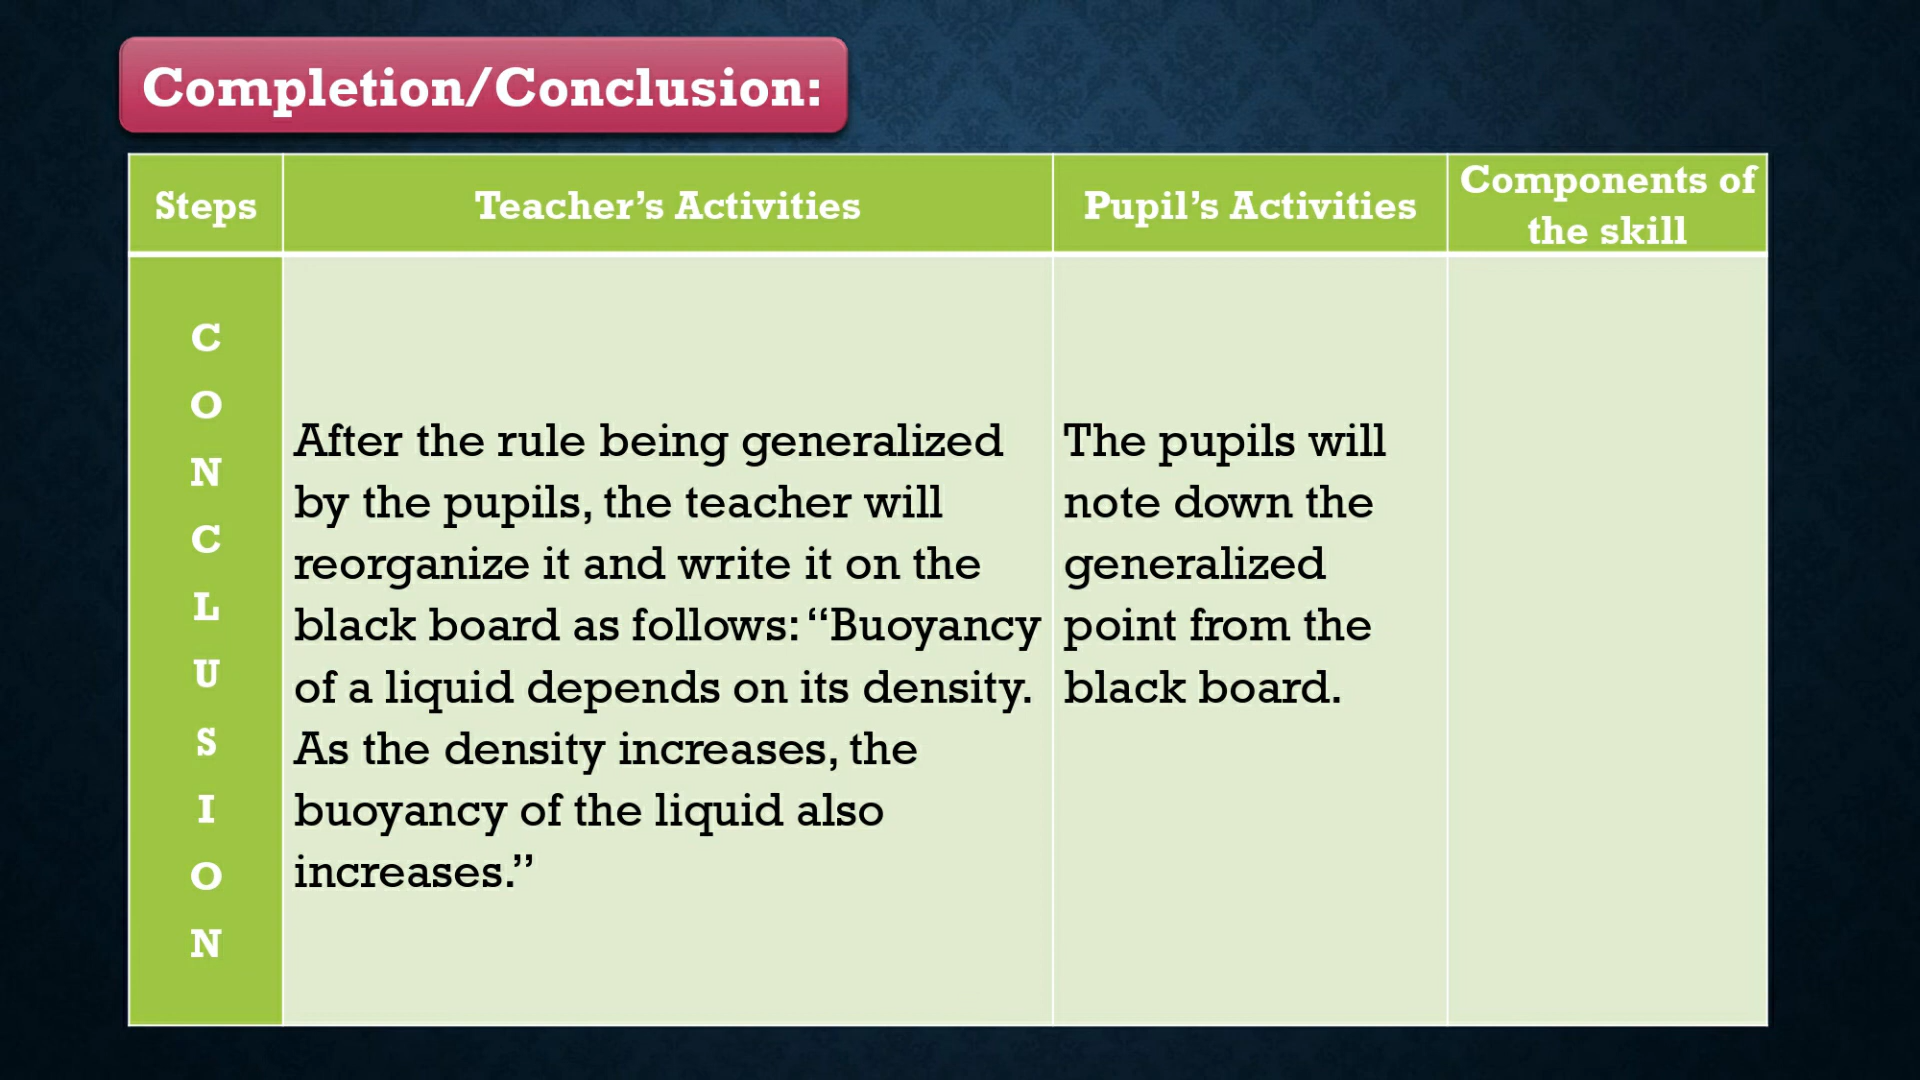 Completion/Conclusion:
Steps
Teacher’s Activities
Pupil’s Activities
Components of
the skill
C
O
N
C
L
U
S
I
O
N
After the rule being generalized
by the pupils, the teacher will
reorganize it and write it on the
black board as follows: “Buoyancy
of a liquid depends on its density.
As the density increases, the
buoyancy of the liquid also
increases.”
The pupils will
note down the
generalized
point from the
black board.